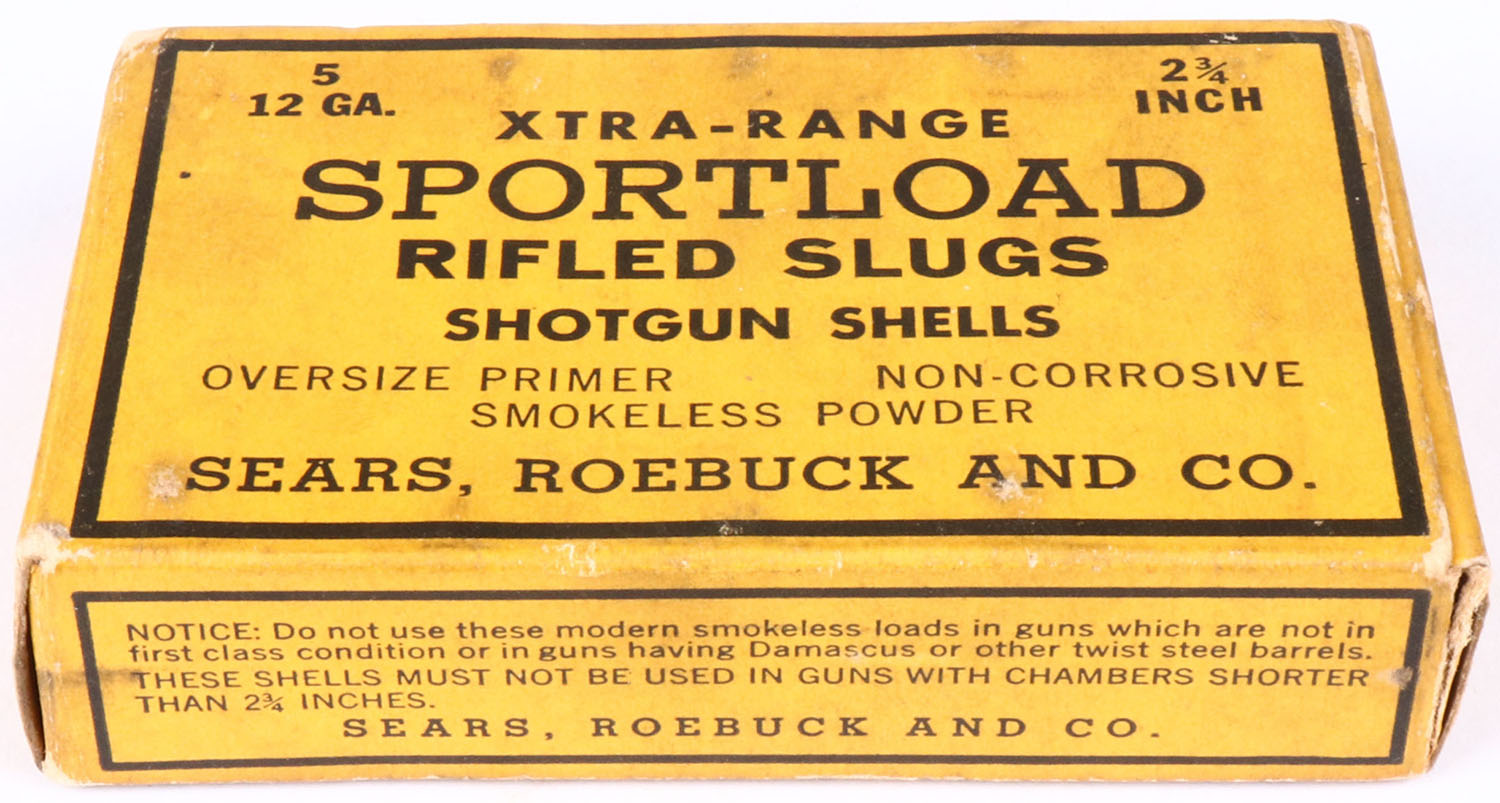 5
12 GA.
2¾
INCH
XTRA-RANGE
SPORTLOAD
RIFLED SLUGS
SHOTGUN SHELLS
OVERSIZE PRIMER NON-CORROSIVE
SMOKELESS POWDER
SEARS, ROEBUCK AND CO.
NOTICE: Do not use these modern smokeless loads in guns which are not in
first class condition or in guns having Damascus or other twist steel barrels.
THESE SHELLS MUST NOT BE USED IN GUNS WITH CHAMBERS SHORTER
THAN 2¾ INCHES.
SEARS, ROEBUCK AND CO.